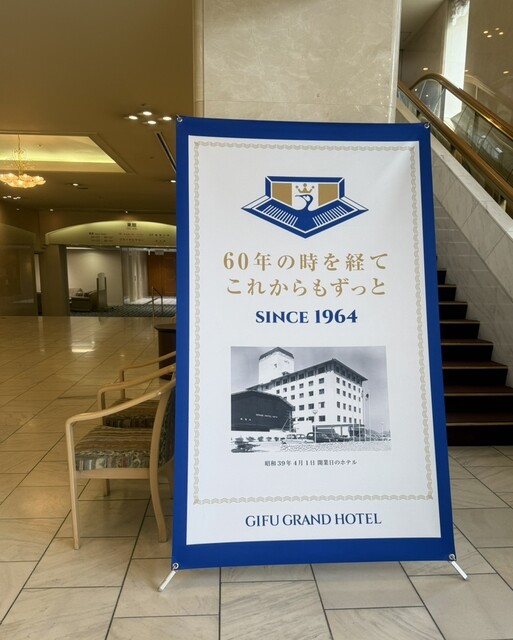 60年の時を経て
これからもずっと
SINCE 1964
昭和39年4月1日 開業日のホテル
GIFU GRAND HOTEL